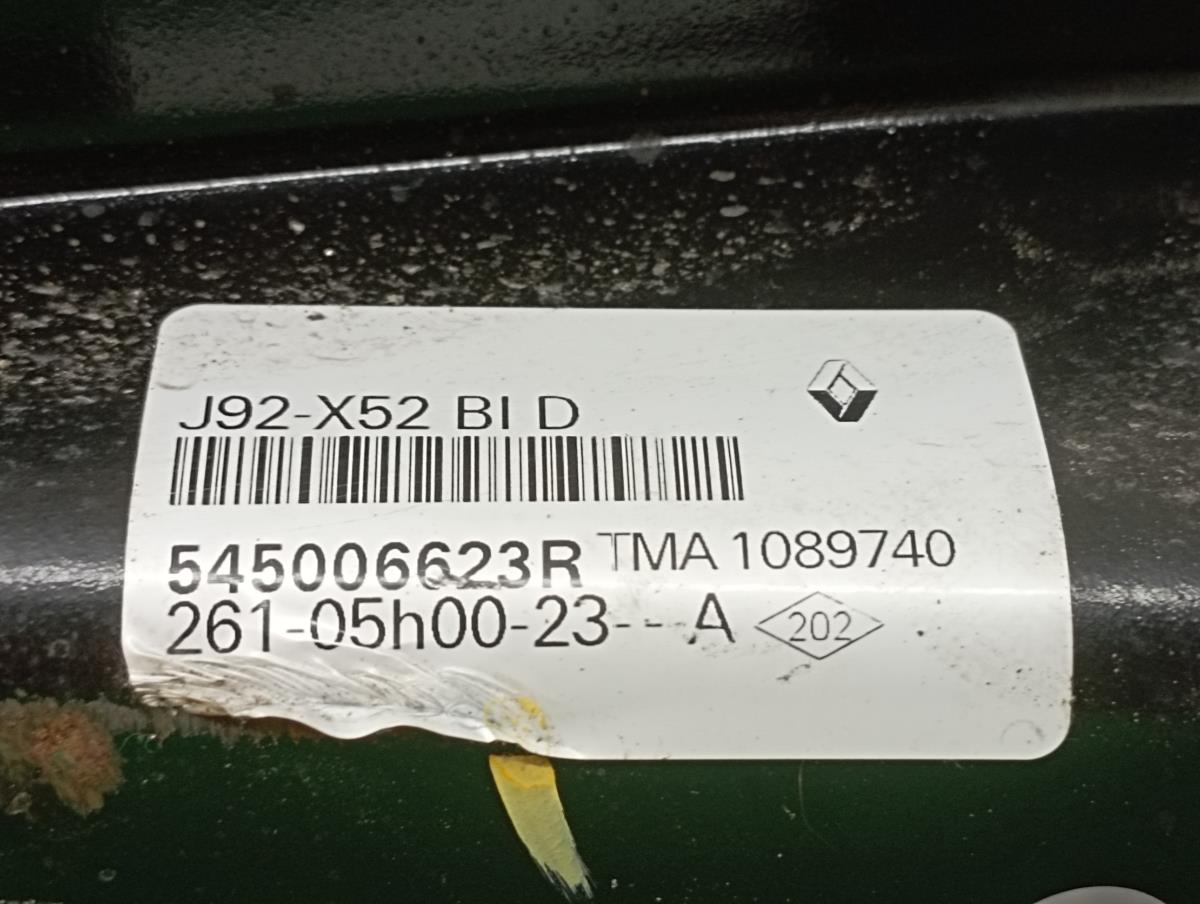 J92-X52 BI D
545006623R TMA 1089740
261-05h00-23-- A 202